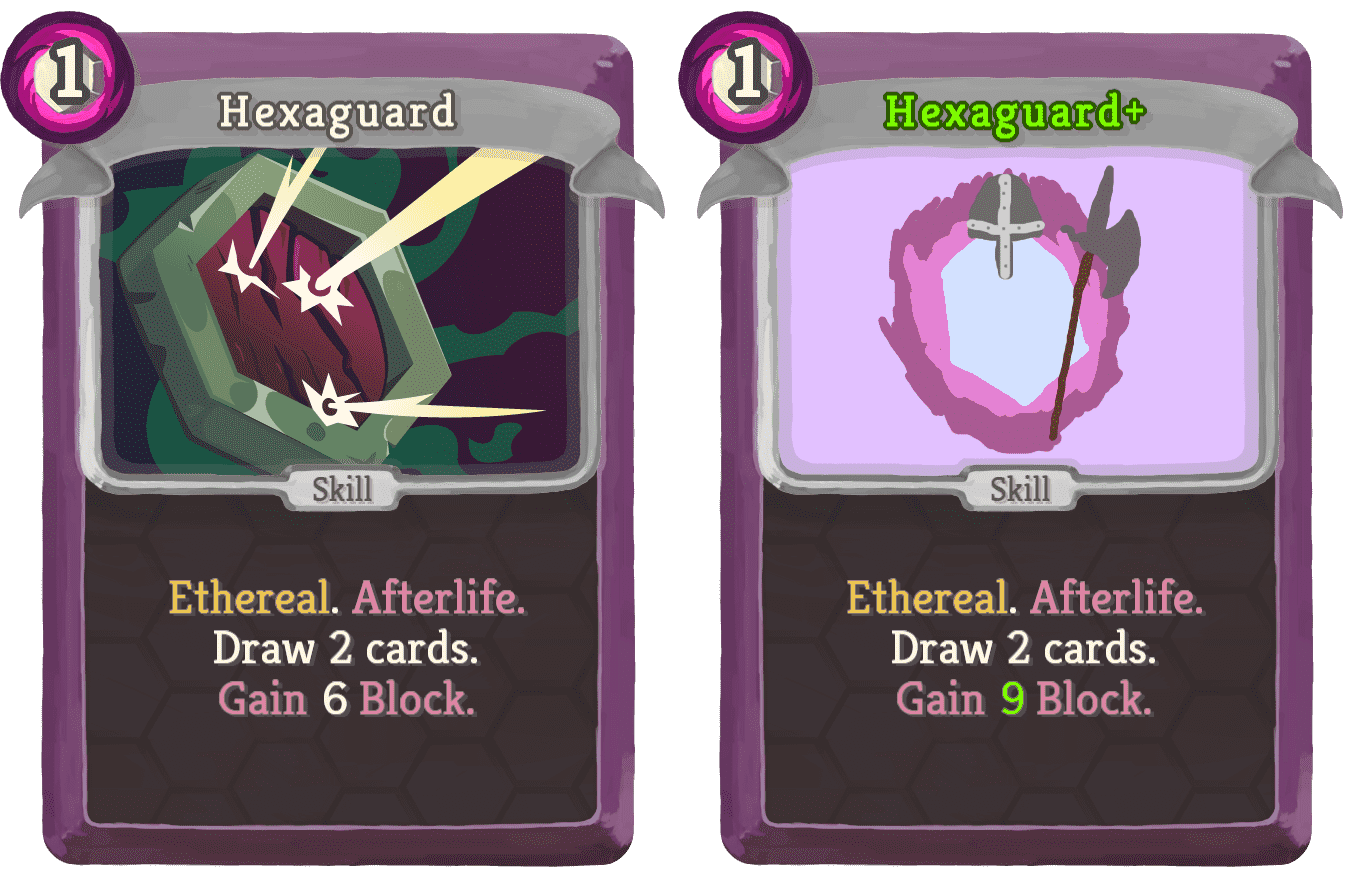 1
Hexaguard
Skill
Ethereal. Afterlife.
Draw 2 cards.
Gain 6 Block.
1
Hexaguard+
Skill
Ethereal. Afterlife.
Draw 2 cards.
Gain 9 Block.